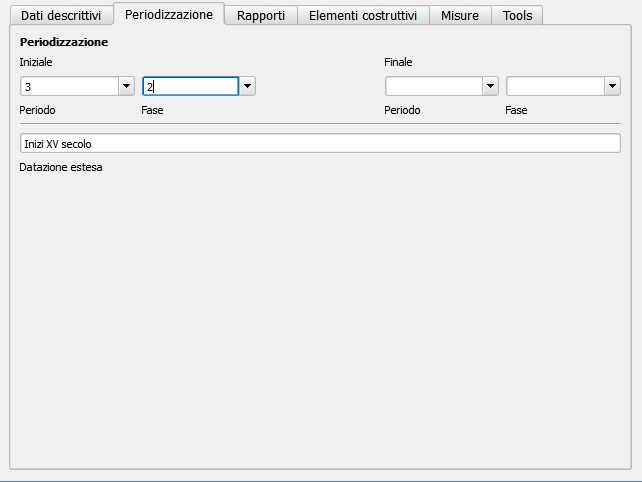 Dati descrittivi Periodizzazione Rapporti Elementi costruttivi Misure Tools
Periodizzazione
Iniziale Finale
3 2
Periodo Fase Periodo Fase
Inizi XV secolo
Datazione estesa